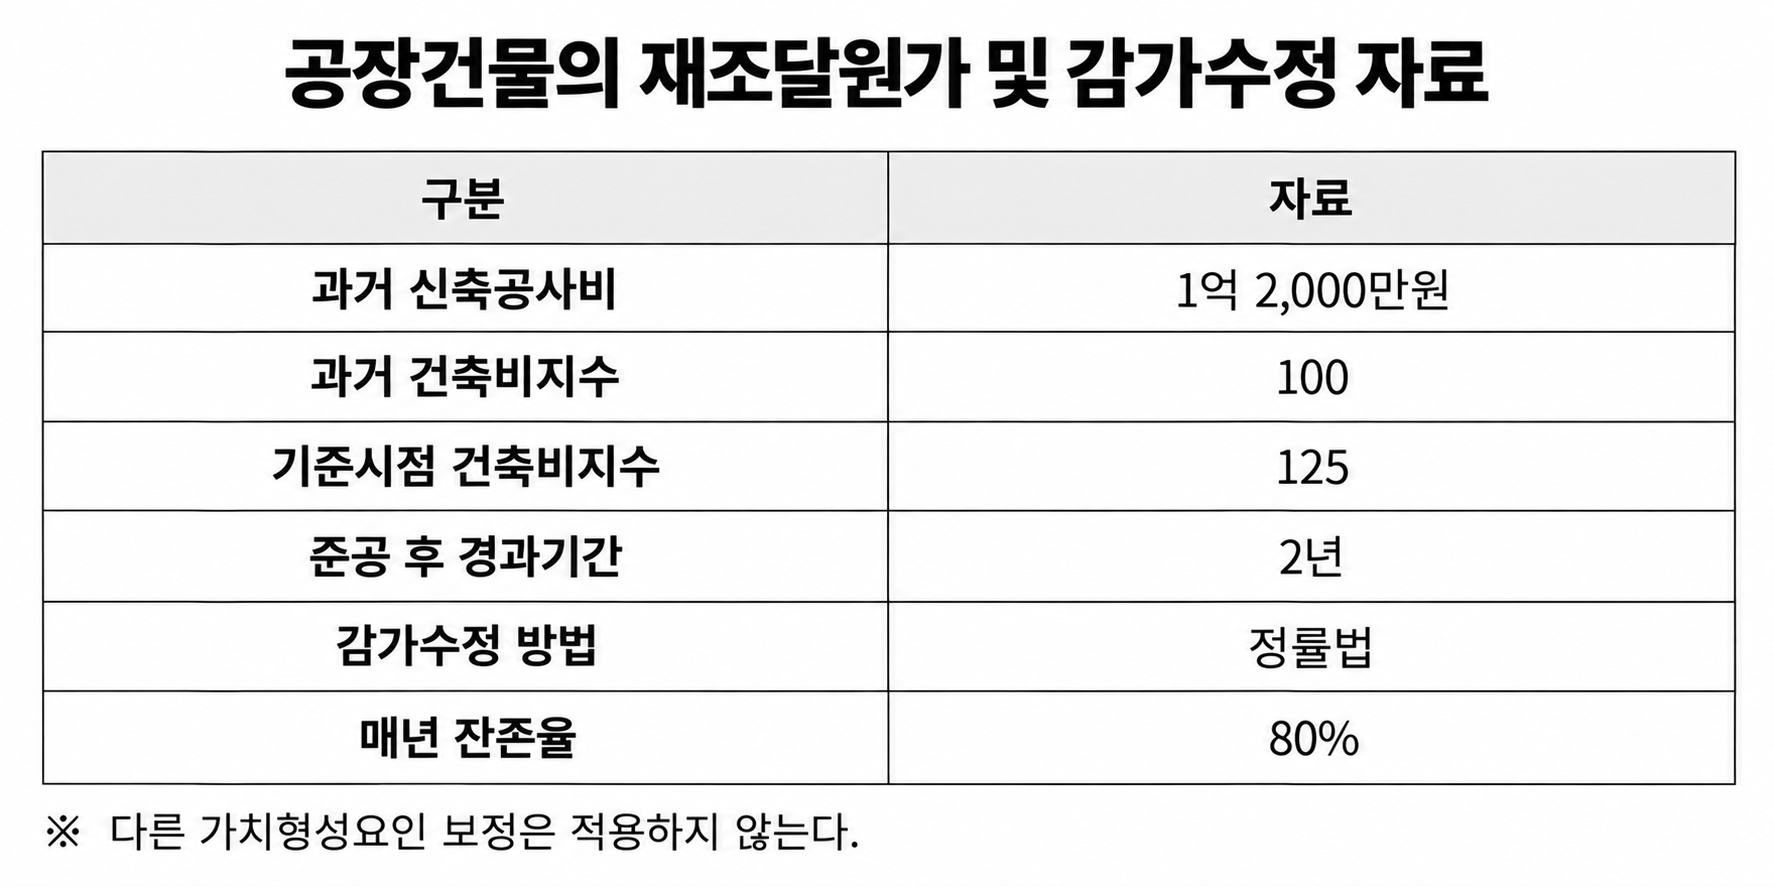 공장건물의 재조달원가 및 감가수정 자료
구분 자료
과거 신축공사비 1억 2,000만원
과거 건축비지수 100
기준시점 건축비지수 125
준공 후 경과기간 2년
감가수정 방법 정률법
매년 잔존율 80%
※ 다른 가치형성요인 보정은 적용하지 않는다.